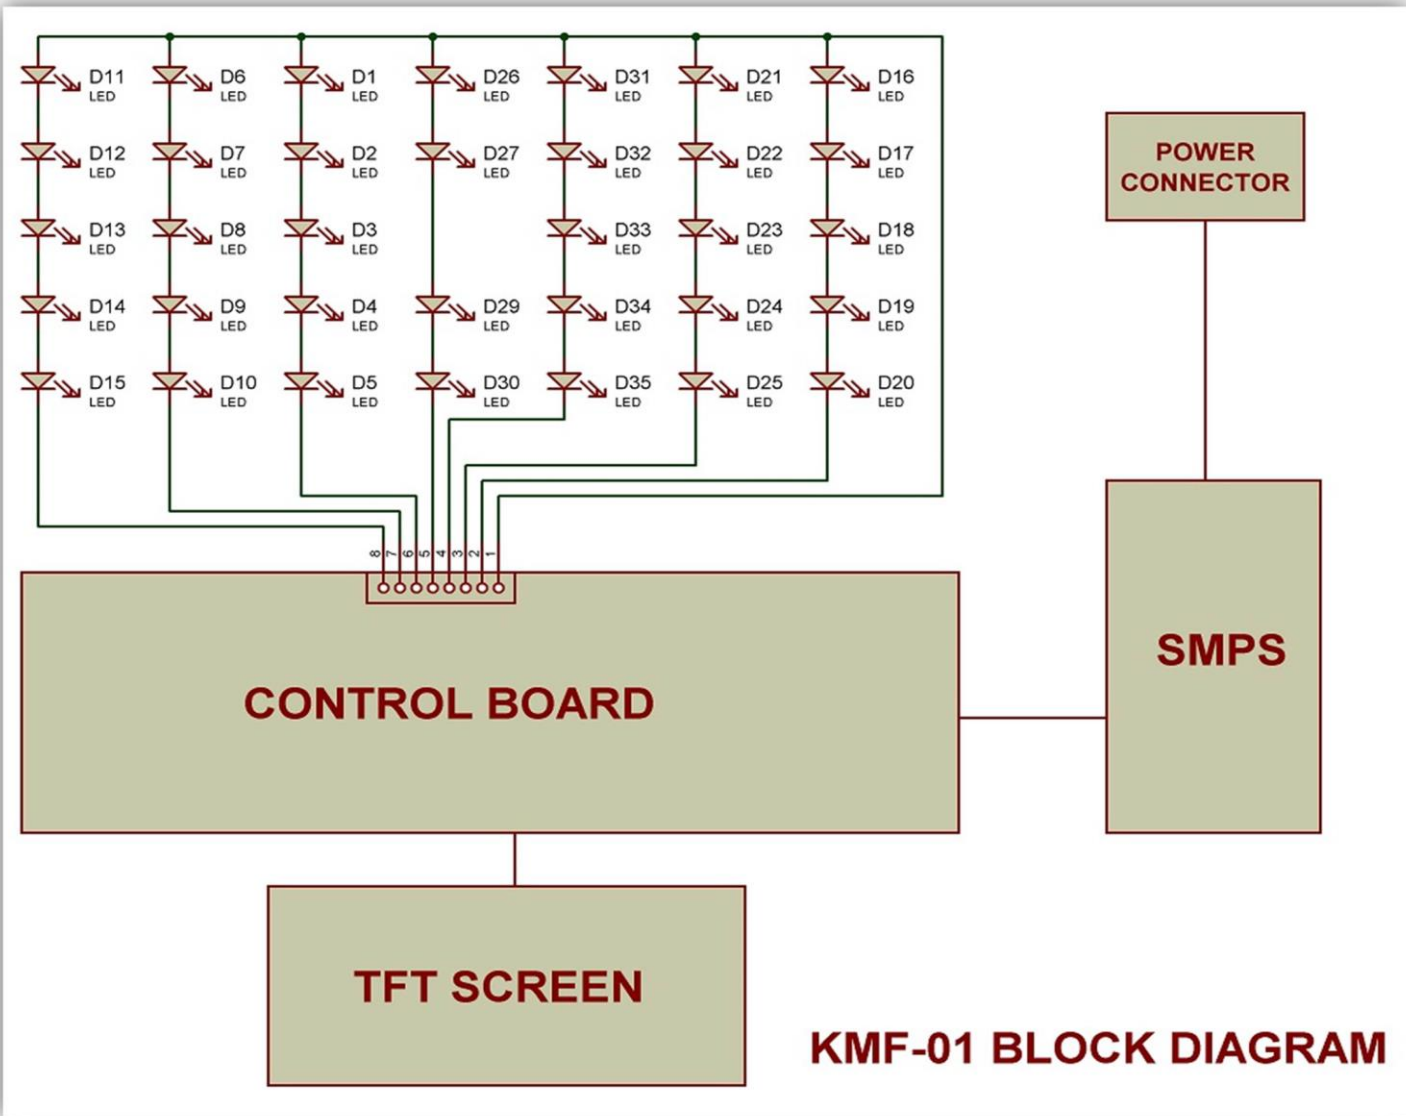 D11 D6 D1 D26 D31 D21 D16
LED LED LED LED LED LED LED
D12 D7 D2 D27 D32 D22 D17
LED LED LED LED LED LED LED
D13 D8 D3 D33 D23 D18
LED LED LED LED LED LED
D14 D9 D4 D29 D34 D24 D19
LED LED LED LED LED LED LED
D15 D10 D5 D30 D35 D25 D20
LED LED LED LED LED LED LED
POWER
CONNECTOR
8 7 6 5 4 3 2 1
SMPS
CONTROL BOARD
TFT SCREEN
KMF-01 BLOCK DIAGRAM